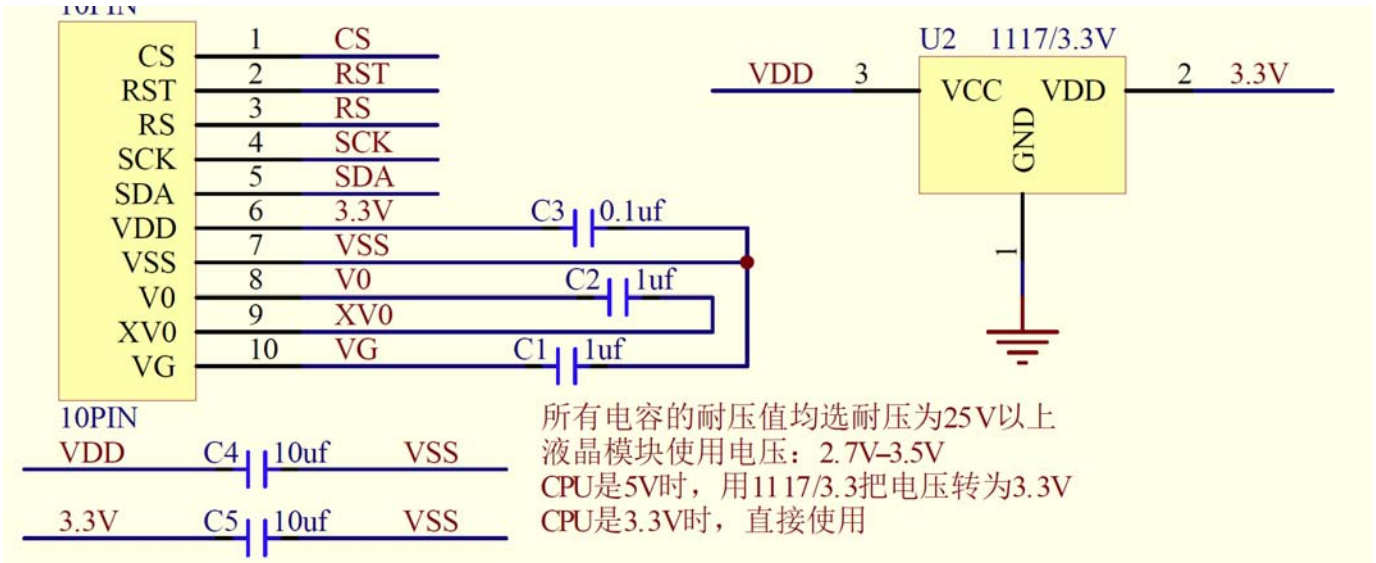 10PIN
CS 1 CS
RST 2 RST
RS 3 RS
SCK 4 SCK
SDA 5 SDA
VDD 6 3.3V C3 0.1uf
VSS 7 VSS
V0 8 V0 C2 1uf
XV0 9 XV0
VG 10 VG C1 1uf
10PIN
VDD C4 10uf VSS
3.3V C5 10uf VSS
U2 1117/3.3V
VDD 3 VCC VDD 2 3.3V
GND
1
所有电容的耐压值均选耐压为25V以上
液晶模块使用电压：2.7V–3.5V
CPU是5V时，用1117/3.3把电压转为3.3V
CPU是3.3V时，直接使用